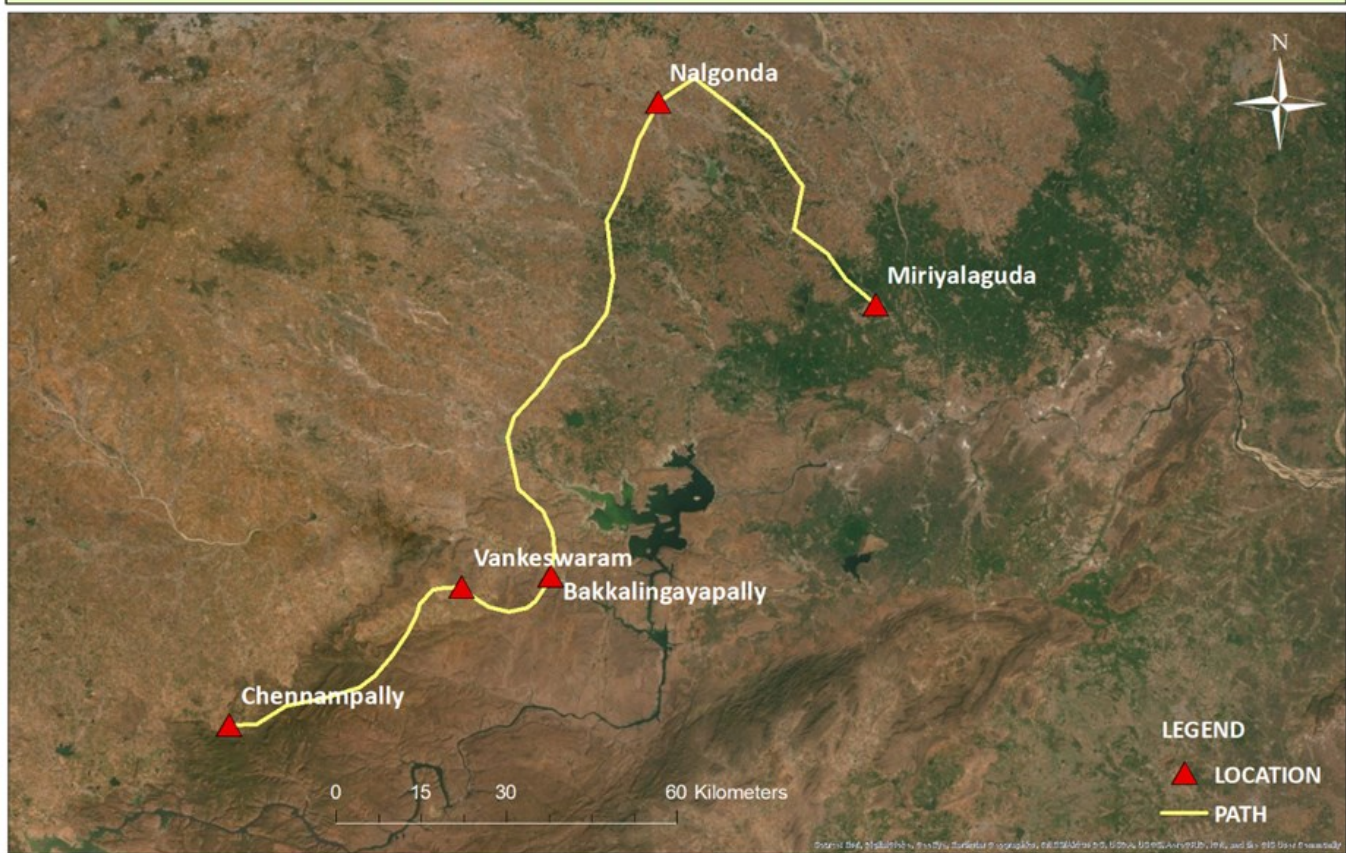 N
Nalgonda
Miriyalaguda
Vankeswaram
Bakkalingayapally
Chennampally
LEGEND
LOCATION
PATH
0 15 30 60 Kilometers